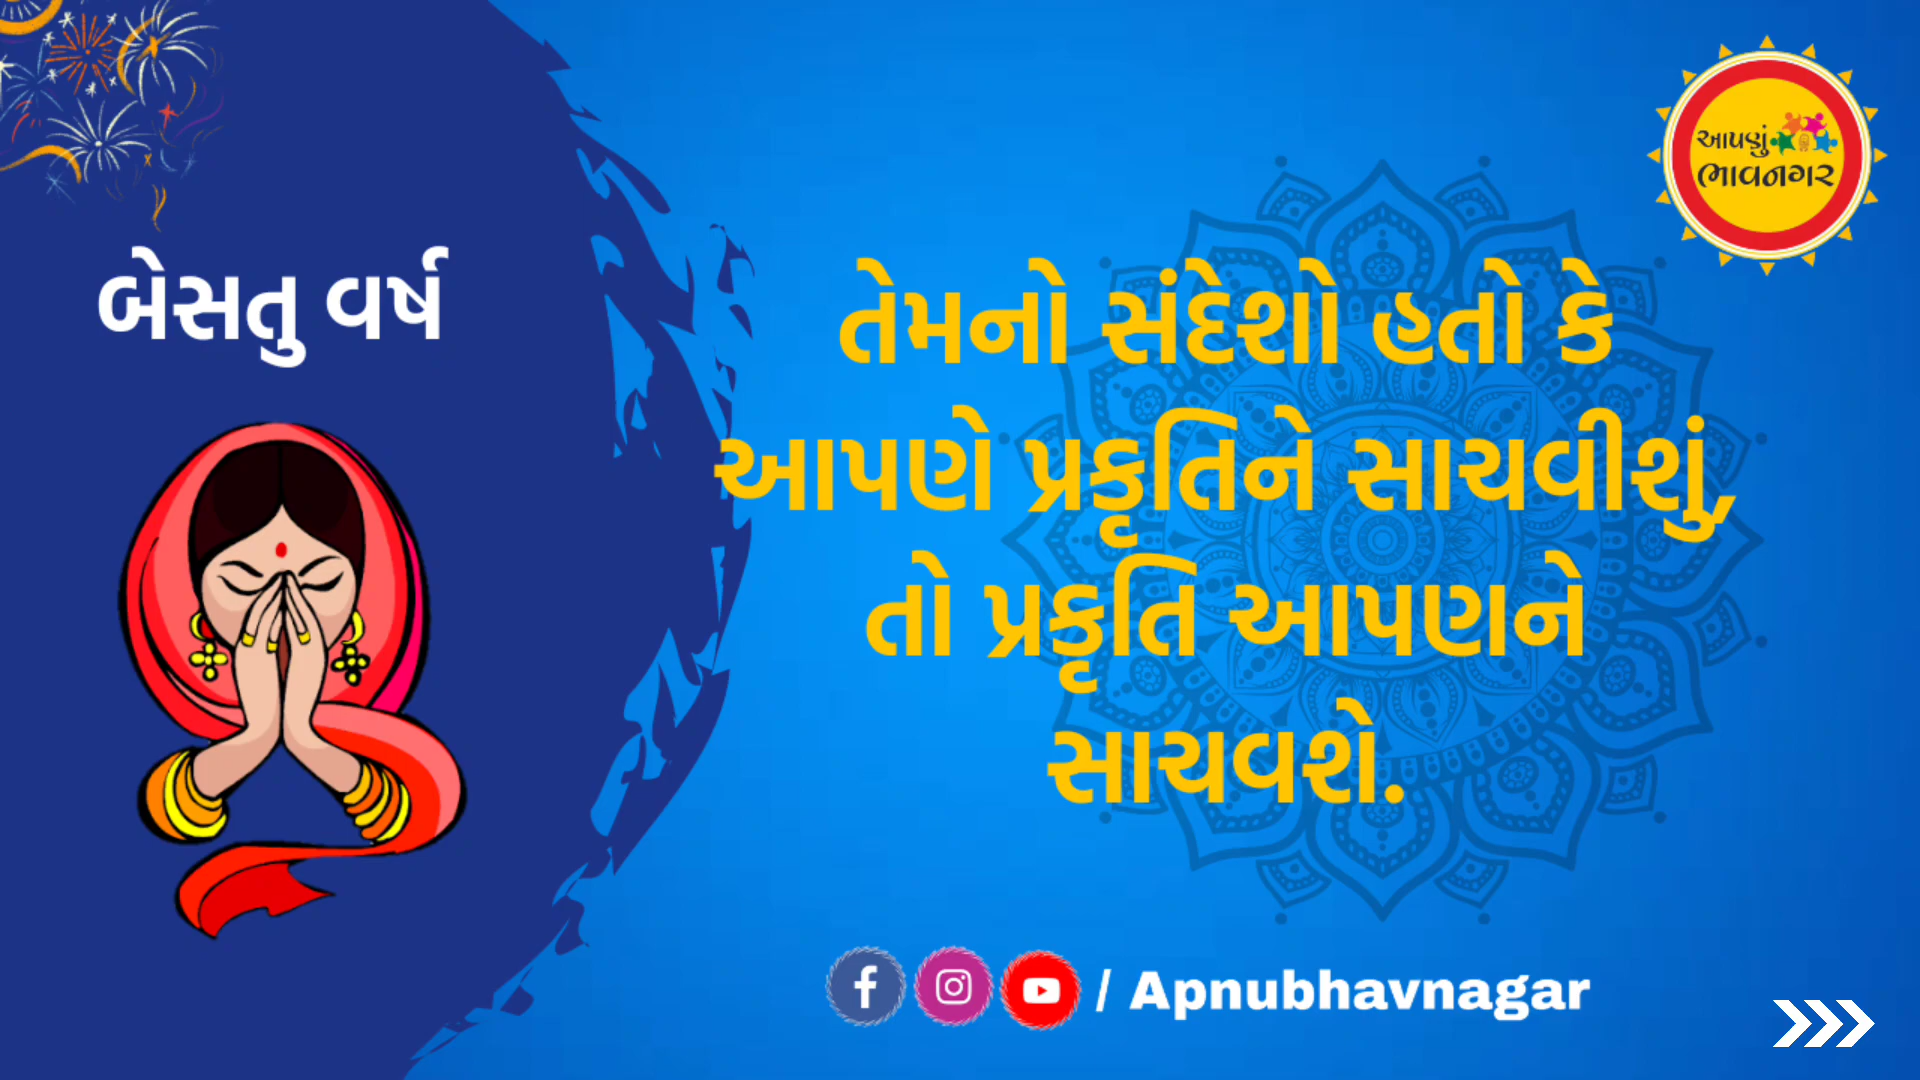 આપણું
ભાવનગર
બેસતુ વર્ષ
તેમનો સંદેશો હતો કે
આપણે પ્રકૃતિને સાચવીશું,
તો પ્રકૃતિ આપણને
સાચવશે.
/ Apnubhavnagar